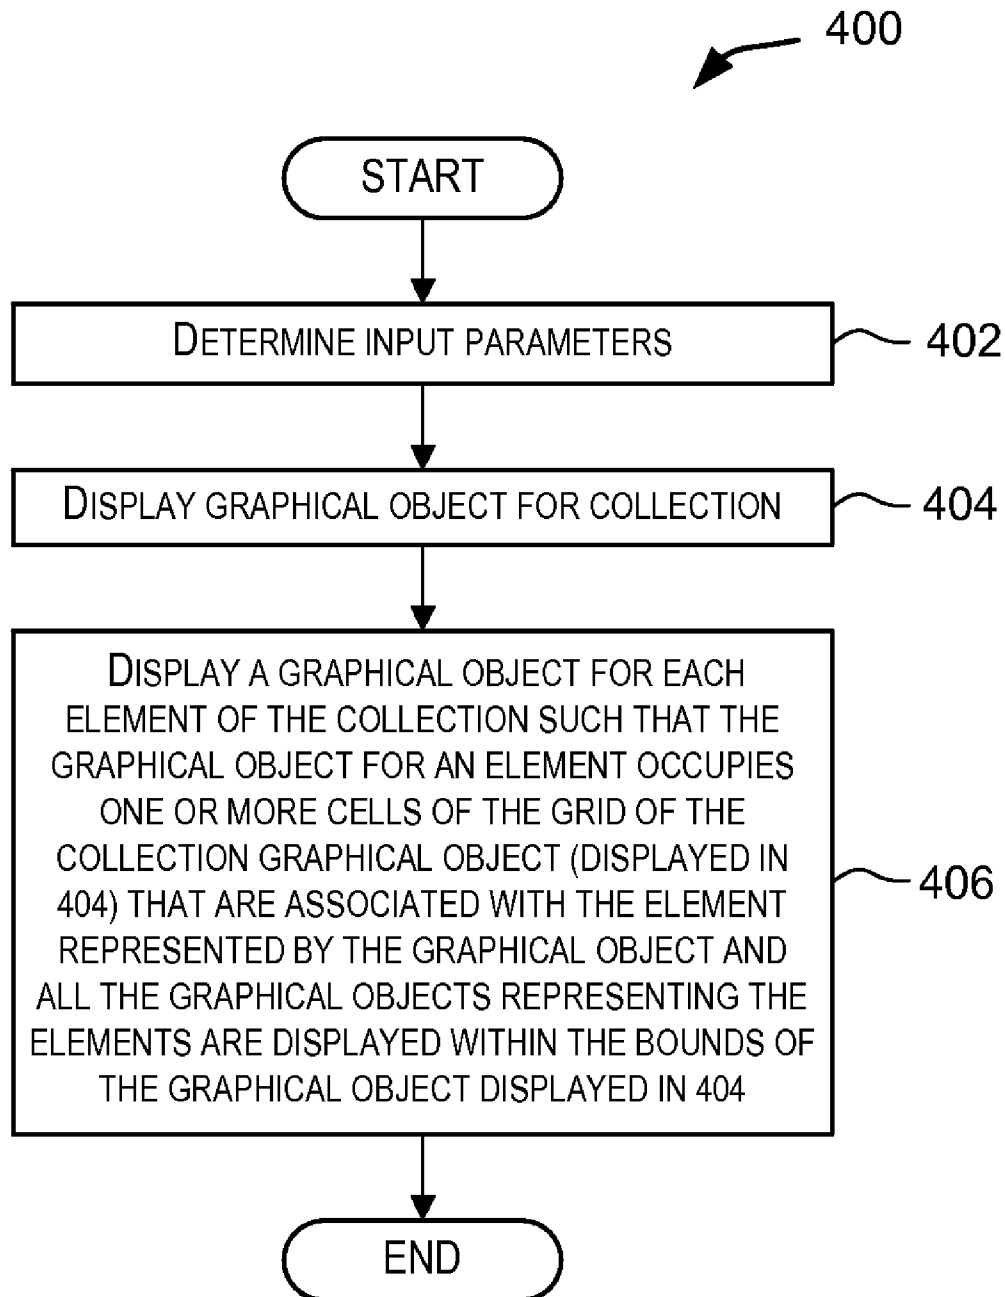 400
START
DETERMINE INPUT PARAMETERS
402
DISPLAY GRAPHICAL OBJECT FOR COLLECTION
404
DISPLAY A GRAPHICAL OBJECT FOR EACH
ELEMENT OF THE COLLECTION SUCH THAT THE
GRAPHICAL OBJECT FOR AN ELEMENT OCCUPIES
ONE OR MORE CELLS OF THE GRID OF THE
COLLECTION GRAPHICAL OBJECT (DISPLAYED IN
404) THAT ARE ASSOCIATED WITH THE ELEMENT
REPRESENTED BY THE GRAPHICAL OBJECT AND
ALL THE GRAPHICAL OBJECTS REPRESENTING THE
ELEMENTS ARE DISPLAYED WITHIN THE BOUNDS OF
THE GRAPHICAL OBJECT DISPLAYED IN 404
406
END